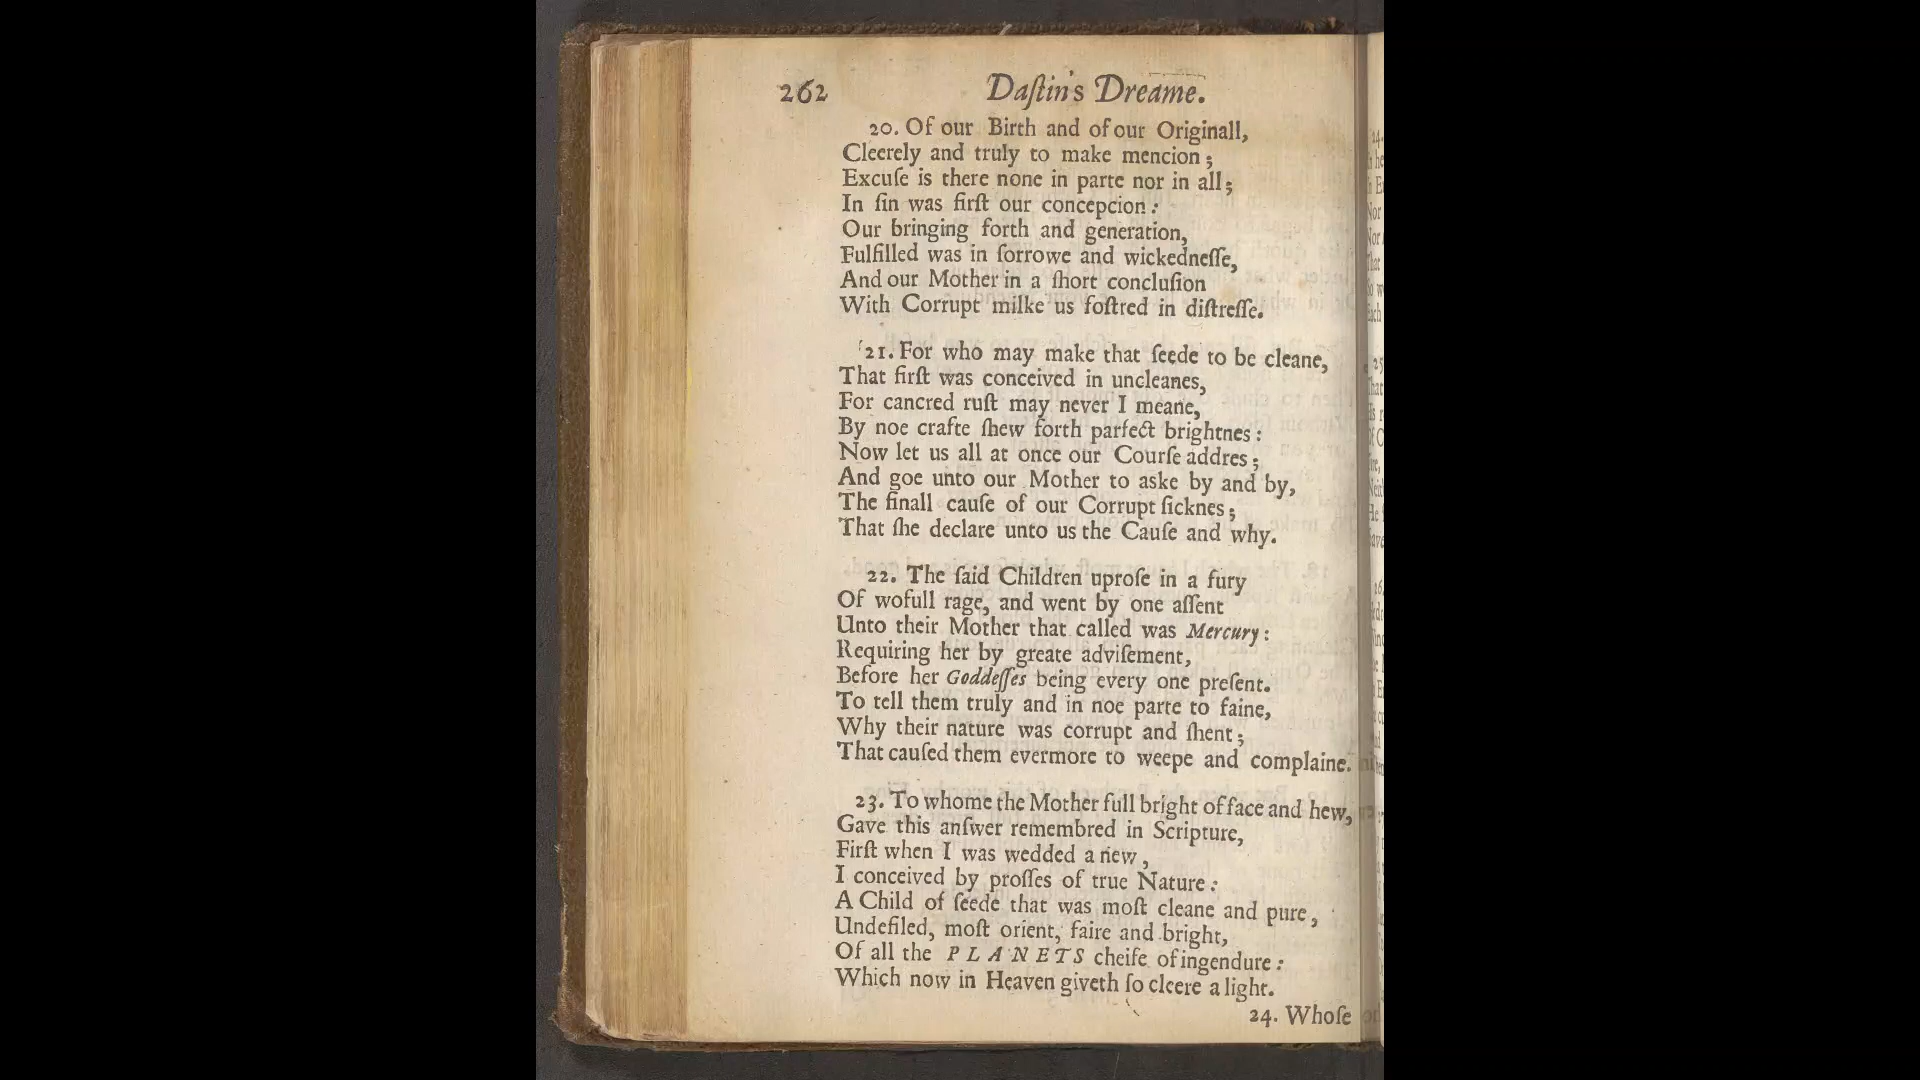 262 Daſtin's Dreame.
20. Of our Birth and of our Originall,
Cleerely and truly to make mencion;
Excuſe is there none in parte nor in all;
In ſin was firſt our concepcion:
Our bringing forth and generation,
Fulfilled was in ſorrowe and wickedneſſe,
And our Mother in a ſhort concluſion
With Corrupt milke us foſtred in diſtreſſe.
21. For who may make that ſeede to be cleane,
That firſt was conceived in uncleanes,
For cancred ruſt may never I meane,
By noe crafte ſhew forth parfect brightnes:
Now let us all at once our Courſe addres;
And goe unto our Mother to aske by and by,
The finall cauſe of our Corrupt ſicknes;
That ſhe declare unto us the Cauſe and why.
22. The ſaid Children uproſe in a fury
Of wofull rage, and went by one aſſent
Unto their Mother that called was Mercury:
Requiring her by greate adviſement,
Before her Goddeſſes being every one preſent.
To tell them truly and in noe parte to faine,
Why their nature was corrupt and ſhent;
That cauſed them evermore to weepe and complaine.
23. To whome the Mother full bright of face and hew,
Gave this anſwer remembred in Scripture,
Firſt when I was wedded a new,
I conceived by proſſes of true Nature:
A Child of ſeede that was moſt cleane and pure,
Undefiled, moſt orient, faire and bright,
Of all the PLANETS cheife of ingendure:
Which now in Heaven giveth ſo cleere a light.
24. Whoſe